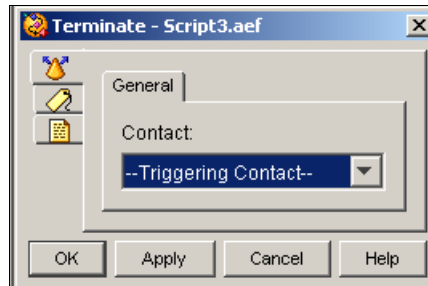 Terminate - Script3.aef
General
Contact:
--Triggering Contact--
OK Apply Cancel Help